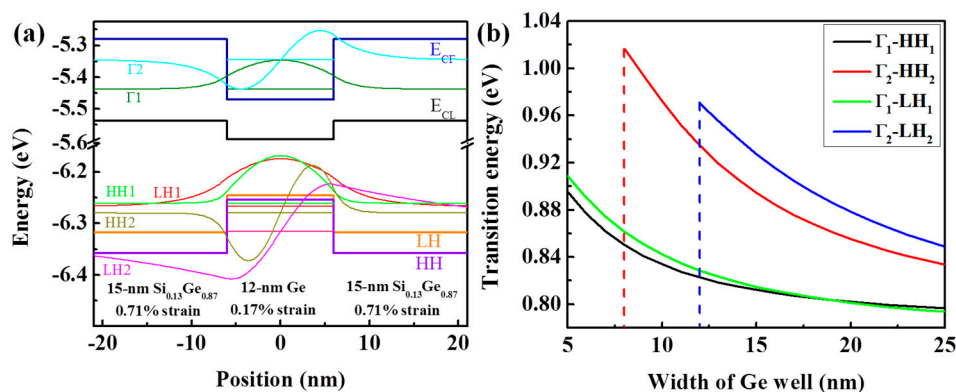 (a)
-5.3
-5.4
-5.5
-5.6
-6.2
-6.3
-6.4
Energy (eV)
E_CΓ
Γ2
Γ1
E_CL
HH1
LH1
HH2
LH
HH
LH2
15-nm Si0.13Ge0.87
0.71% strain
12-nm Ge
0.17% strain
15-nm Si0.13Ge0.87
0.71% strain
-20 -10 0 10 20
Position (nm)
(b)
1.04
1.00
0.96
0.92
0.88
0.84
0.80
Transition energy (eV)
Γ1-HH1
Γ2-HH2
Γ1-LH1
Γ2-LH2
5 10 15 20 25
Width of Ge well (nm)